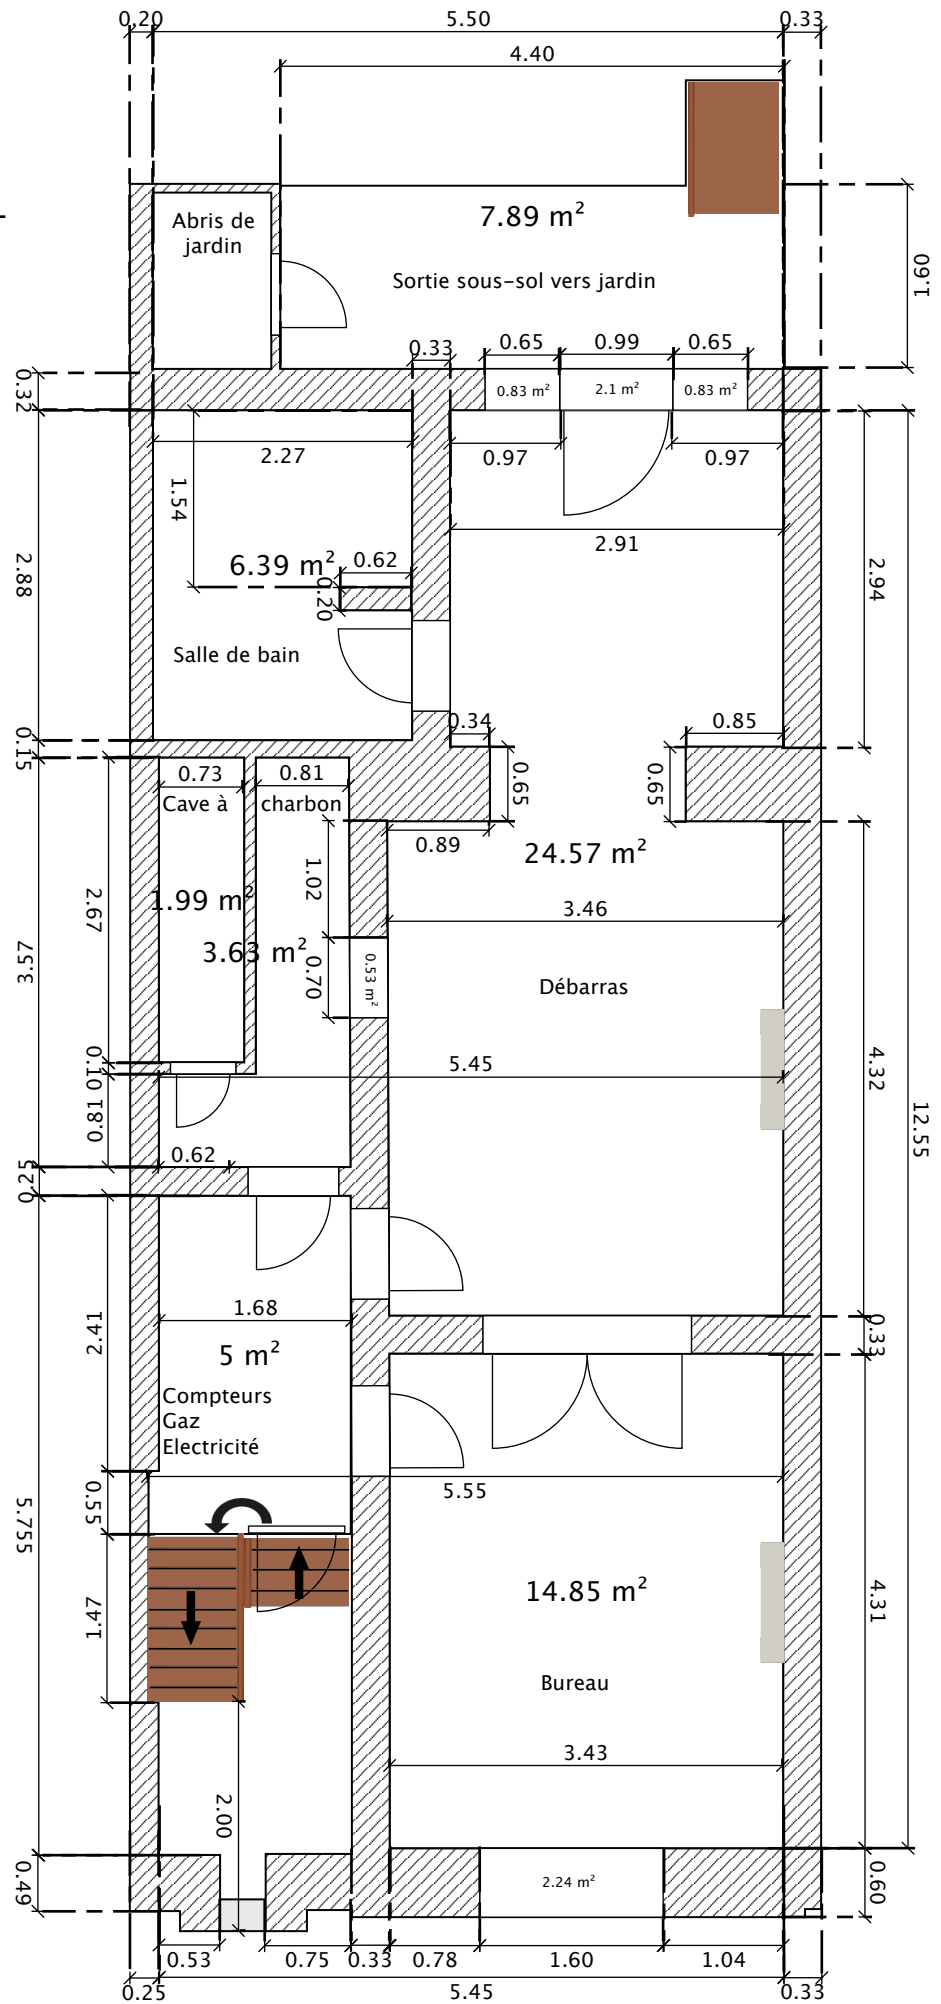 0.20
5.50
0.33
4.40
Abris de
jardin
7.89 m²
Sortie sous-sol vers jardin
1.60
0.32
0.33
0.65
0.99
0.65
0.83 m²
2.1 m²
0.83 m²
2.27
0.97
0.97
1.54
2.91
2.88
6.39 m²
0.62
0.20
2.94
Salle de bain
0.15
0.34
0.85
0.65
0.65
0.73
0.81
Cave à
charbon
0.89
1.02
24.57 m²
2.67
1.99 m²
3.46
3.57
3.63 m²
0.70
0.53 m²
Débarras
0.10
5.45
4.32
0.81
12.55
0.62
0.25
1.68
2.41
5 m²
0.33
Compteurs
Gaz
Electricité
0.55
5.55
5.755
1.47
14.85 m²
4.31
Bureau
3.43
2.00
0.49
2.24 m²
0.60
0.53
0.75
0.33
0.78
1.60
1.04
0.25
5.45
0.33